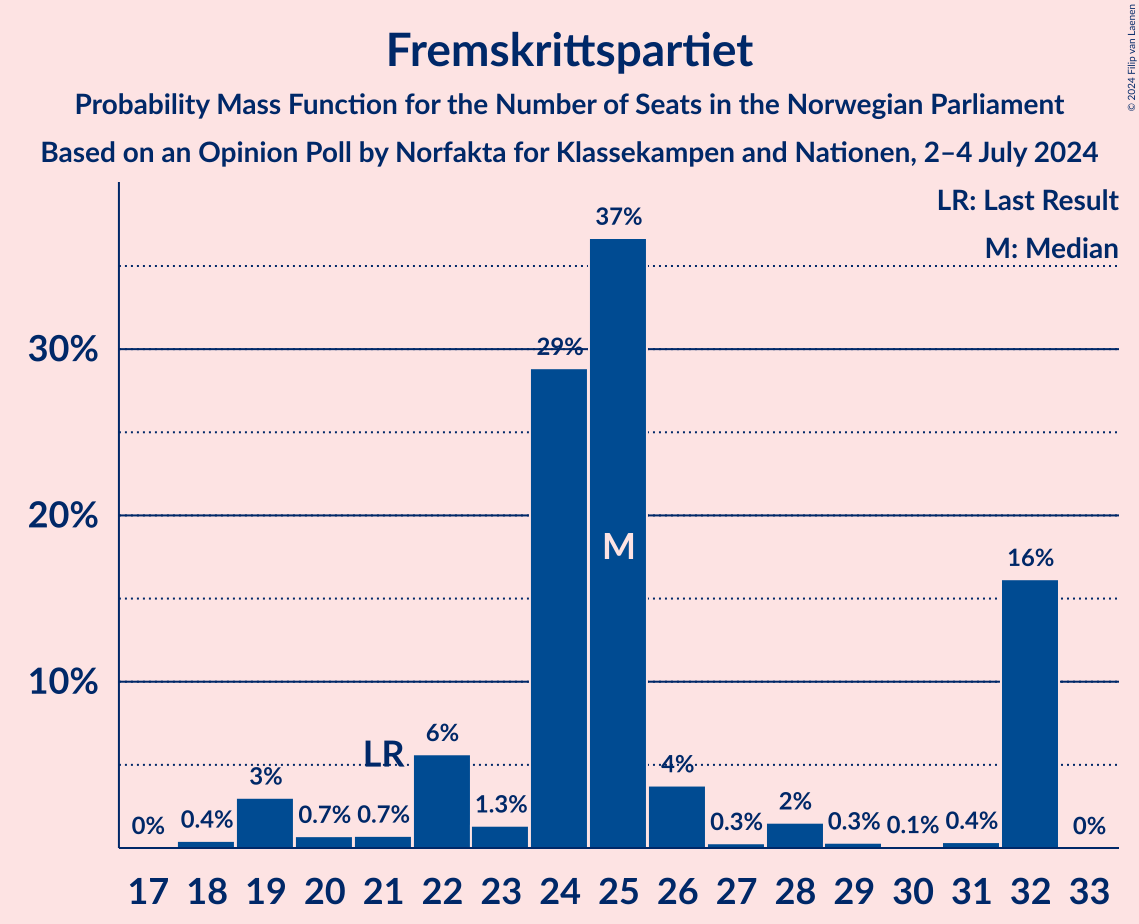 Fremskrittspartiet
Probability Mass Function for the Number of Seats in the Norwegian Parliament
Based on an Opinion Poll by Norfakta for Klassekampen and Nationen, 2–4 July 2024
© 2024 Filip van Laenen
LR: Last Result
M: Median
30%
20%
10%
0%
0.4%
3%
0.7%
LR
0.7%
6%
1.3%
29%
37%
M
4%
0.3%
2%
0.3%
0.1%
0.4%
16%
0%
17 18 19 20 21 22 23 24 25 26 27 28 29 30 31 32 33